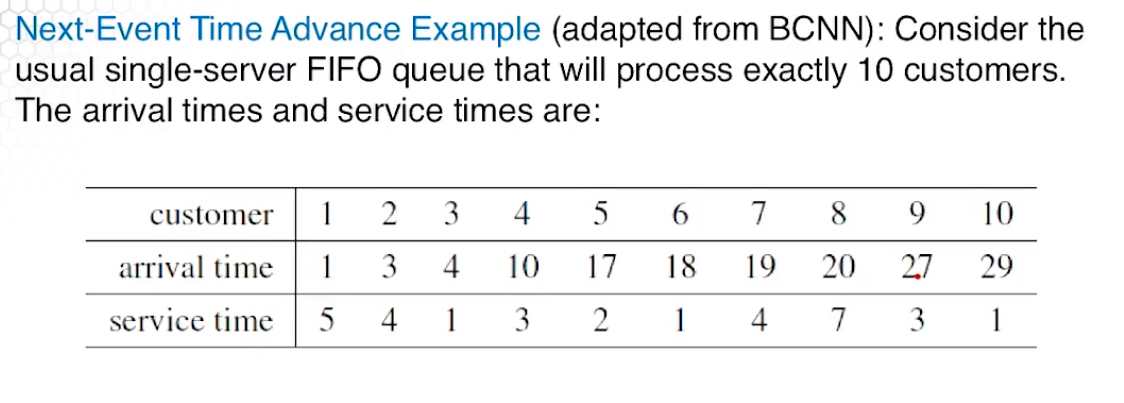 Next-Event Time Advance Example (adapted from BCNN): Consider the
usual single-server FIFO queue that will process exactly 10 customers.
The arrival times and service times are:
customer 1 2 3 4 5 6 7 8 9 10
arrival time 1 3 4 10 17 18 19 20 27 29
service time 5 4 1 3 2 1 4 7 3 1